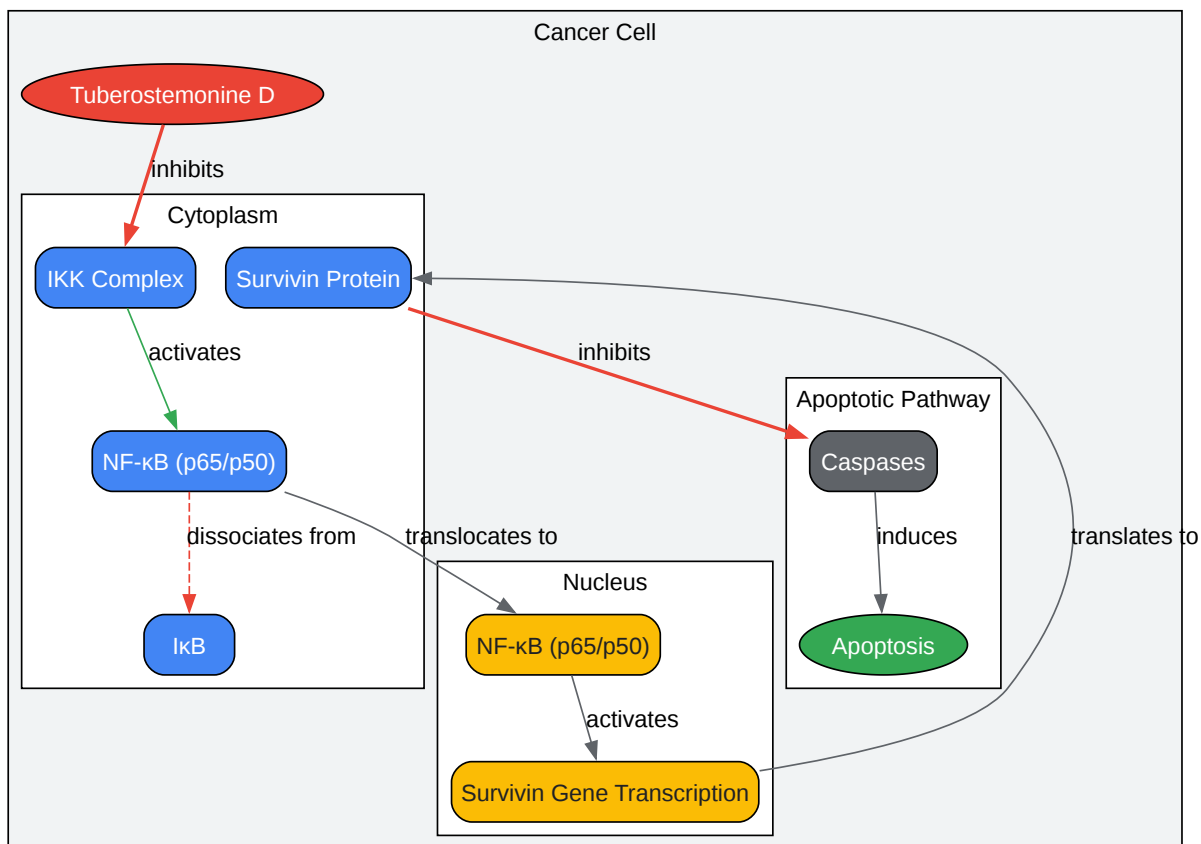 Cancer Cell
Tuberostemonine D
inhibits
Cytoplasm
IKK Complex
Survivin Protein
activates
inhibits
Apoptotic Pathway
NF-κB (p65/p50)
Caspases
dissociates from
translocates to
induces
translates to
Nucleus
IκB
NF-κB (p65/p50)
Apoptosis
activates
Survivin Gene Transcription